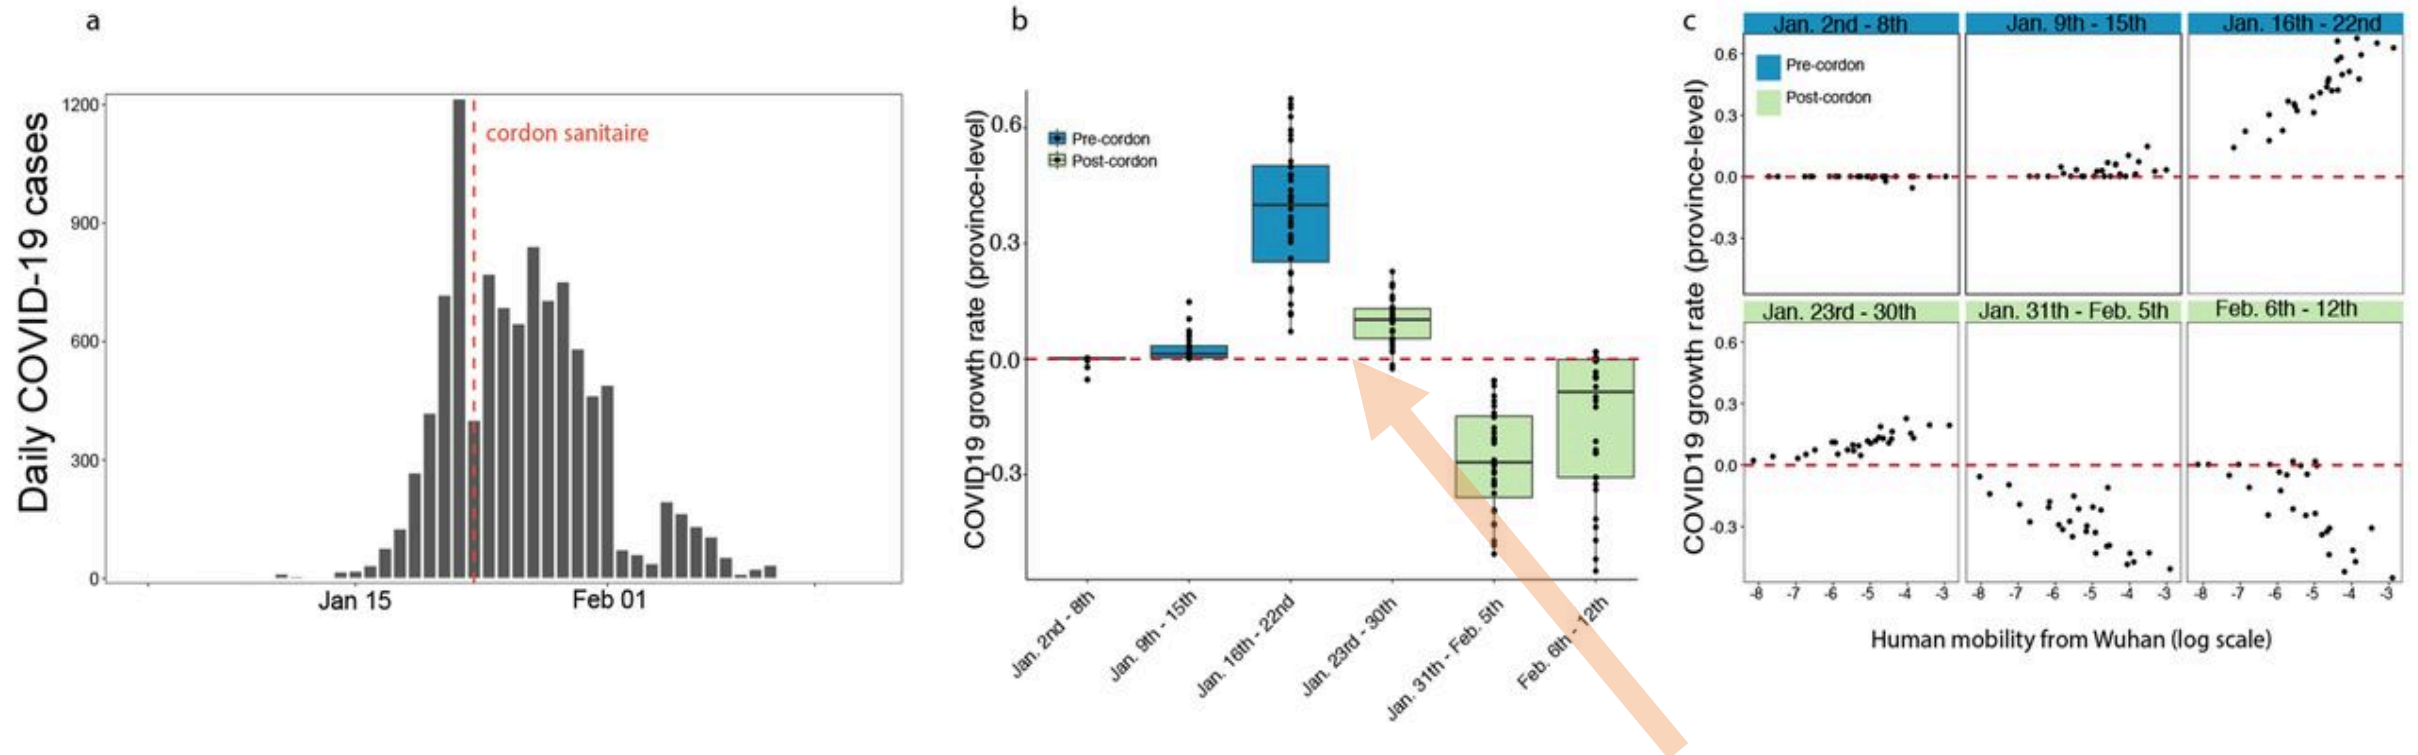 a
Daily COVID-19 cases
1200
900
600
300
0
cordon sanitaire
Jan 15
Feb 01
b
COVID19 growth rate (province-level)
0.6
0.3
0.0
-0.3
Pre-cordon
Post-cordon
Jan. 2nd - 8th
Jan. 9th - 15th
Jan. 16th - 22nd
Jan. 23rd - 30th
Jan. 31th - Feb. 5th
Feb. 6th - 12th
c
COVID19 growth rate (province-level)
Jan. 2nd - 8th
Jan. 9th - 15th
Jan. 16th - 22nd
0.6
0.3
0.0
-0.3
Pre-cordon
Post-cordon
Jan. 23rd - 30th
Jan. 31th - Feb. 5th
Feb. 6th - 12th
0.6
0.3
0.0
-0.3
-8 -7 -6 -5 -4 -3
-8 -7 -6 -5 -4 -3
-8 -7 -6 -5 -4 -3
Human mobility from Wuhan (log scale)